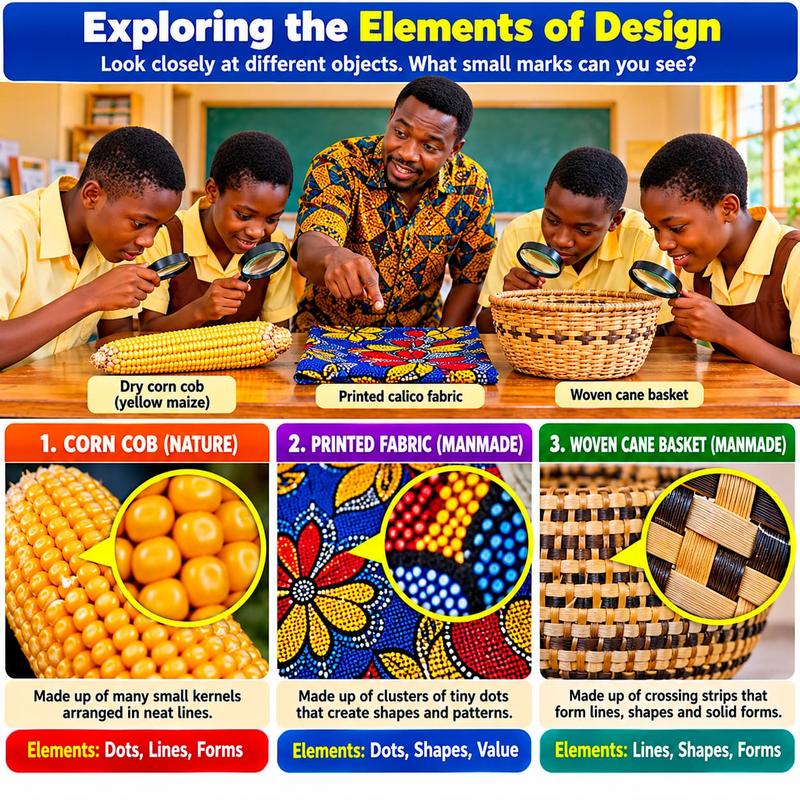 Exploring the Elements of Design
Look closely at different objects. What small marks can you see?
Dry corn cob
(yellow maize)
Printed calico fabric
Woven cane basket
1. CORN COB (NATURE)
2. PRINTED FABRIC (MANMADE)
3. WOVEN CANE BASKET (MANMADE)
Made up of many small kernels
arranged in neat lines.
Made up of clusters of tiny dots
that create shapes and patterns.
Made up of crossing strips that
form lines, shapes and solid forms.
Elements: Dots, Lines, Forms
Elements: Dots, Shapes, Value
Elements: Lines, Shapes, Forms